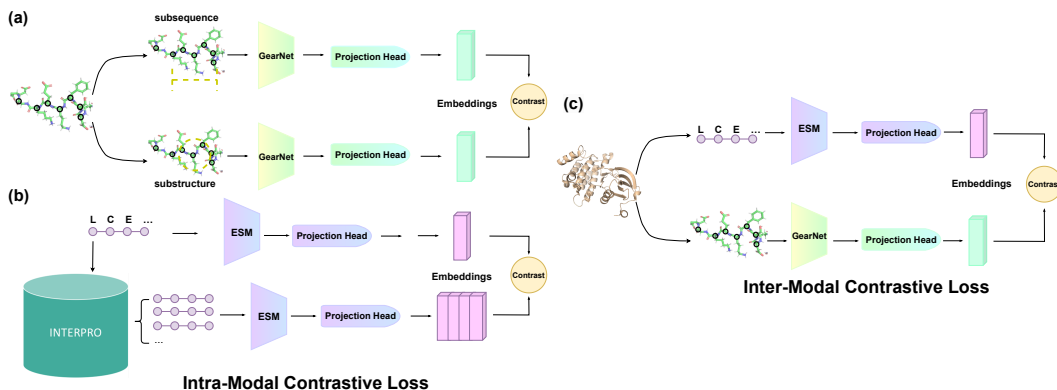 (a)
subsequence
GearNet
Projection Head
Embeddings
Contrast
GearNet
Projection Head
substructure
(b)
L C E ...
ESM
Projection Head
Embeddings
Contrast
INTERPRO
...
ESM
Projection Head
Intra-Modal Contrastive Loss
(c)
L C E ...
ESM
Projection Head
Embeddings
Contrast
GearNet
Projection Head
Inter-Modal Contrastive Loss